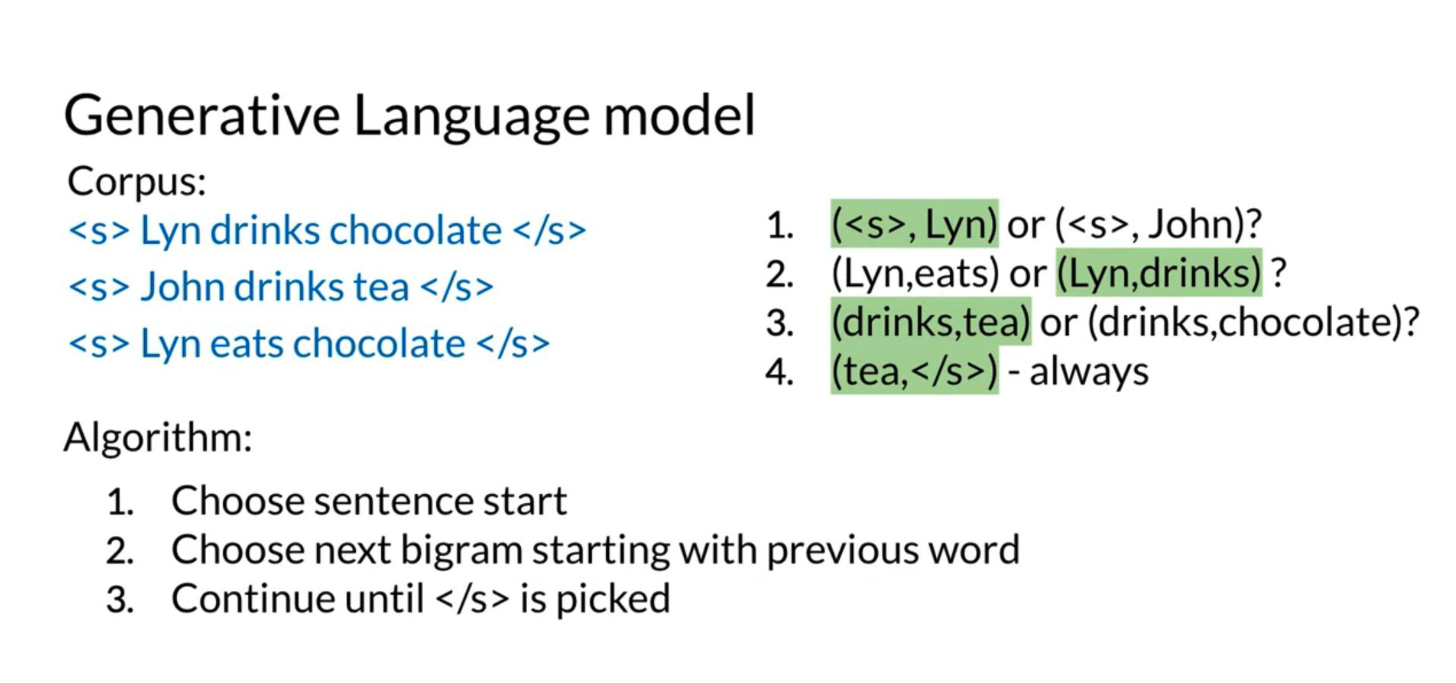 Generative Language model
Corpus:
<s> Lyn drinks chocolate </s>
<s> John drinks tea </s>
<s> Lyn eats chocolate </s>
1. (<s>, Lyn) or (<s>, John)?
2. (Lyn,eats) or (Lyn,drinks) ?
3. (drinks,tea) or (drinks,chocolate)?
4. (tea,</s>) - always
Algorithm:
1. Choose sentence start
2. Choose next bigram starting with previous word
3. Continue until </s> is picked